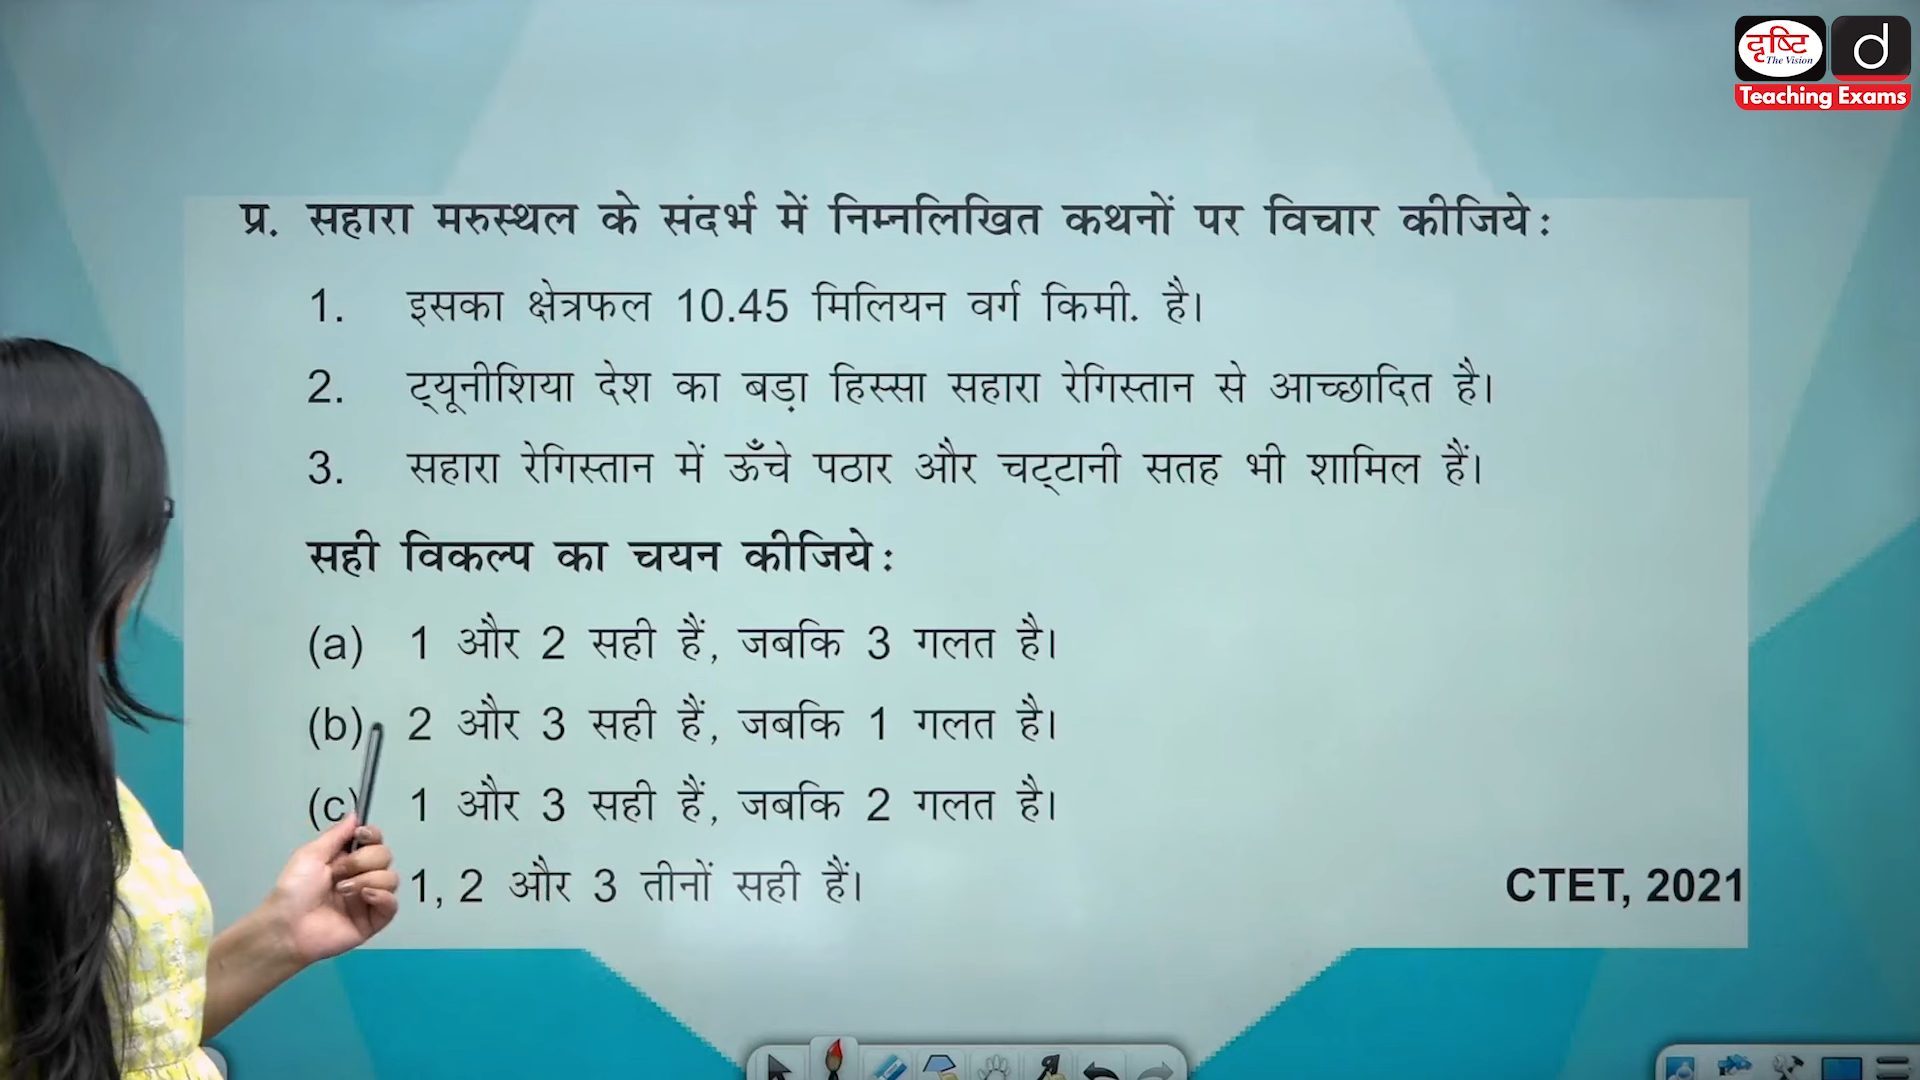 दृष्टि
The Vision
d
Teaching Exams
प्र. सहारा मरुस्थल के संदर्भ में निम्नलिखित कथनों पर विचार कीजिये:
1. इसका क्षेत्रफल 10.45 मिलियन वर्ग किमी. है।
2. ट्यूनीशिया देश का बड़ा हिस्सा सहारा रेगिस्तान से आच्छादित है।
3. सहारा रेगिस्तान में ऊँचे पठार और चट्टानी सतह भी शामिल हैं।
सही विकल्प का चयन कीजिये:
(a) 1 और 2 सही हैं, जबकि 3 गलत है।
(b) 2 और 3 सही हैं, जबकि 1 गलत है।
(c) 1 और 3 सही हैं, जबकि 2 गलत है।
1, 2 और 3 तीनों सही हैं।
CTET, 2021